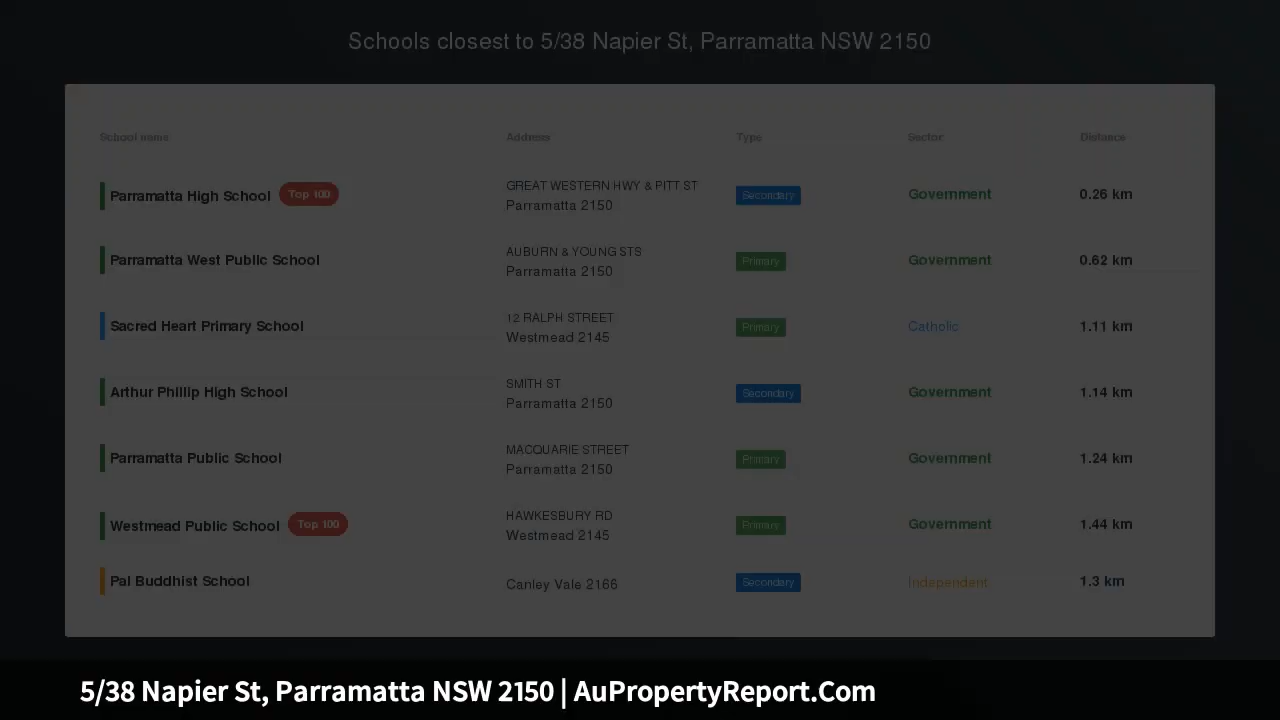 Schools closest to 5/38 Napier St, Parramatta NSW 2150
School name Address Type Sector Distance
Parramatta High School Top 100 GREAT WESTERN HWY & PITT ST Parramatta 2150 Secondary Government 0.26 km
Parramatta West Public School AUBURN & YOUNG STS Parramatta 2150 Primary Government 0.62 km
Sacred Heart Primary School 12 RALPH STREET Westmead 2145 Primary Catholic 1.11 km
Arthur Phillip High School SMITH ST Parramatta 2150 Secondary Government 1.14 km
Parramatta Public School MACQUARIE STREET Parramatta 2150 Primary Government 1.24 km
Westmead Public School Top 100 HAWKESBURY RD Westmead 2145 Primary Government 1.44 km
Pal Buddhist School Canley Vale 2166 Secondary Independent 1.3 km
5/38 Napier St, Parramatta NSW 2150 | AuPropertyReport.Com